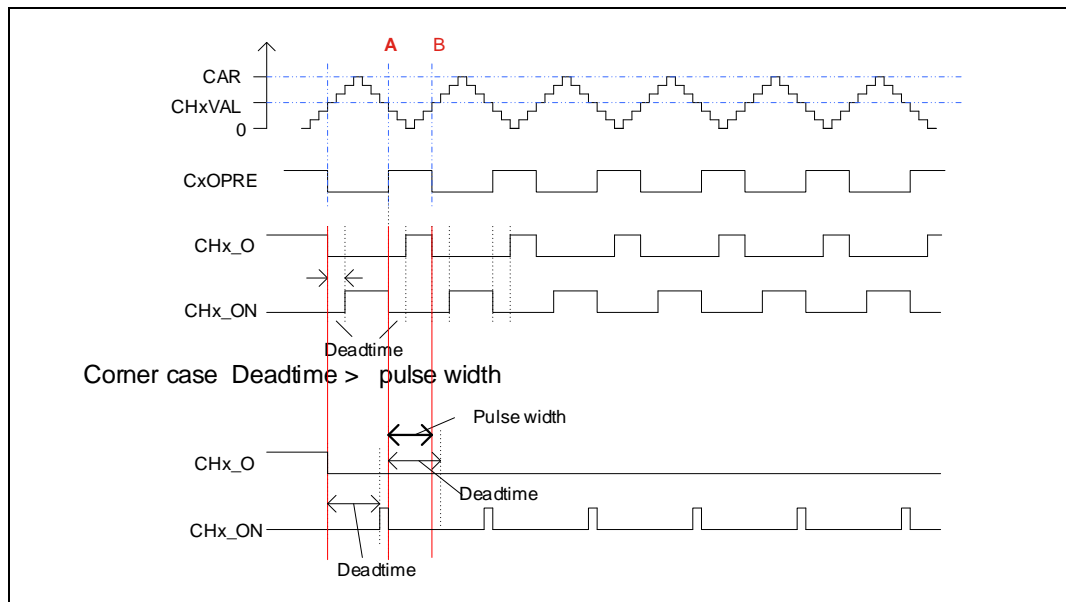 A B
CAR
CHxVAL
0
CxOPRE
CHx_O
CHx_ON
Deadtime
Corner case Deadtime > pulse width
Pulse width
CHx_O
Deadtime
CHx_ON
Deadtime